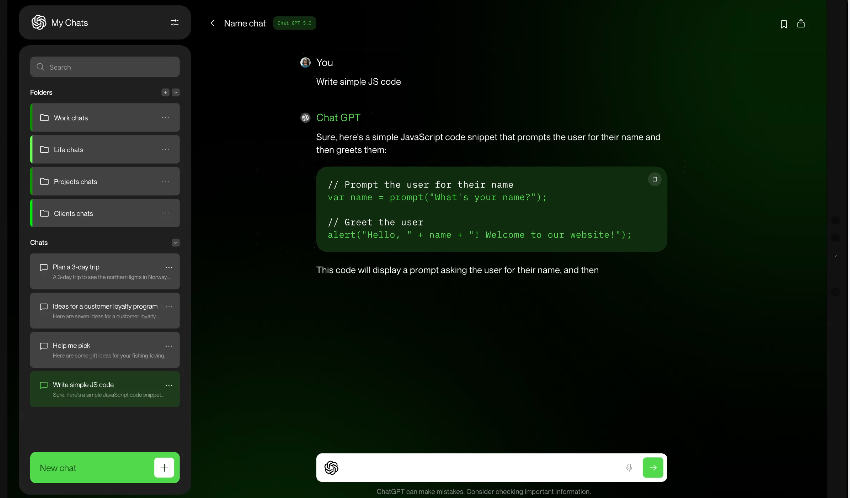 My Chats
Search
Folders
Work chats
Life chats
Projects chats
Clients chats
Chats
Plan a 3-day trip
A 3-day trip to see the northern lights in Norway...
Ideas for a customer loyalty program
Here are seven ideas for a customer loyalty...
Help me pick
Here are some gift ideas for your fishing-loving...
Write simple JS code
Sure, here's a simple JavaScript code snippet...
New chat
Name chat
Chat GPT
You
Write simple JS code
Chat GPT
Sure, here's a simple JavaScript code snippet that prompts the user for their name and
then greets them:
// Prompt the user for their name
var name = prompt("What's your name?");
// Greet the user
alert("Hello, " + name + "! Welcome to our website!");
This code will display a prompt asking the user for their name, and then
ChatGPT can make mistakes. Consider checking important information.